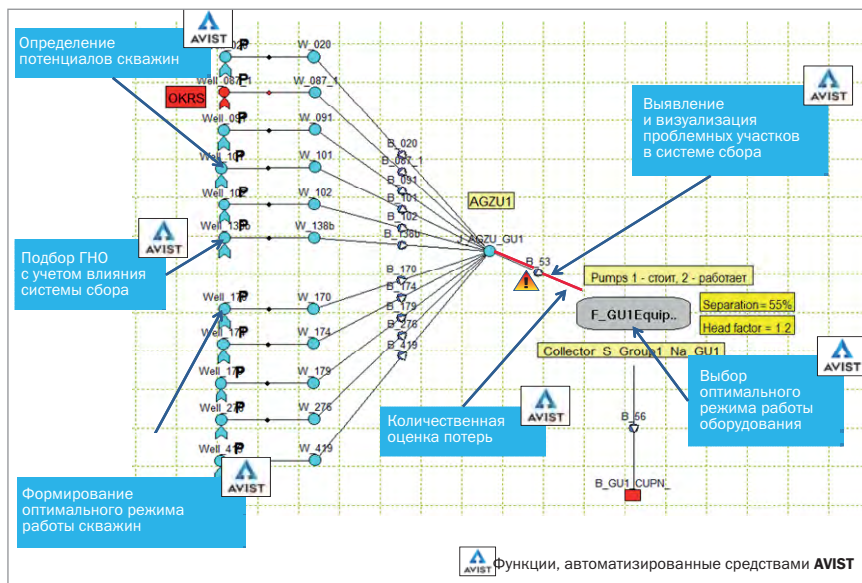 AVIST
Определение
потенциалов скважин
P
W_020
Well_087_1
W_087_1
OKRS
P
W_091
P
W_101
P
W_102
P
W_138b
AVIST
Подбор ГНО
с учетом влияния
системы сбора
P
W_170
P
W_174
P
W_179
P
W_276
P
W_419
AVIST
Формирование
оптимального режима
работы скважин
B_020
B_087_1
B_091
B_101
B_102
B_138b
B_170
B_174
B_179
B_276
B_419
AGZU1
J_AGZU_GU1
B_53
AVIST
Выявление
и визуализация
проблемных участков
в системе сбора
Pumps 1 - стоит, 2 - работает
F_GU1Equip..
Separation = 55%
Head factor = 1.2
Collector_S_Group1_Na_GU1
AVIST
Выбор
оптимального
режима работы
оборудования
AVIST
Количественная
оценка потерь
B_56
B_GU1_CUPN_
AVIST
Функции, автоматизированные средствами AVIST